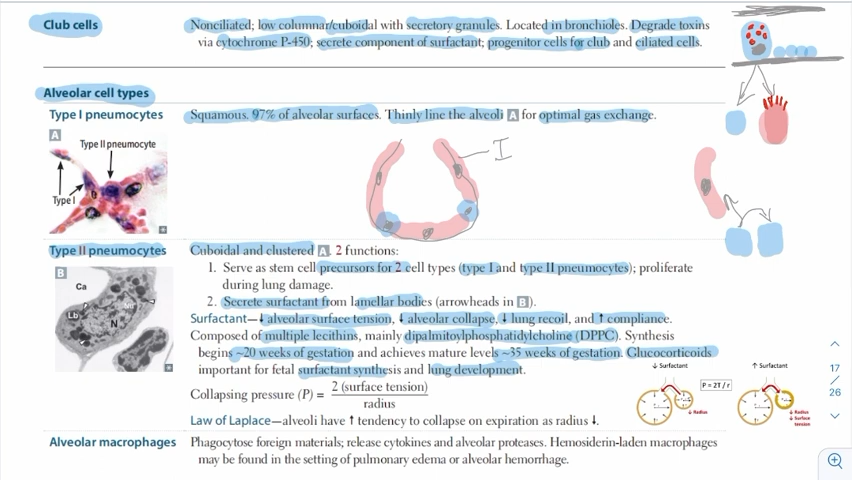 Club cells
Nonciliated; low columnar/cuboidal with secretory granules. Located in bronchioles. Degrade toxins
via cytochrome P-450; secrete component of surfactant; progenitor cells for club and ciliated cells.
Alveolar cell types
Type I pneumocytes
Squamous. 97% of alveolar surfaces. Thinly line the alveoli A for optimal gas exchange.
A
Type II pneumocyte
Type I
I
Type II pneumocytes
Cuboidal and clustered A. 2 functions:
1. Serve as stem cell precursors for 2 cell types (type I and type II pneumocytes); proliferate
during lung damage.
2. Secrete surfactant from lamellar bodies (arrowheads in B).
B
Ca
Lb
N
Surfactant—↓ alveolar surface tension, ↓ alveolar collapse, ↓ lung recoil, and ↑ compliance.
Composed of multiple lecithins, mainly dipalmitoylphosphatidylcholine (DPPC). Synthesis
begins ~20 weeks of gestation and achieves mature levels ~35 weeks of gestation. Glucocorticoids
important for fetal surfactant synthesis and lung development.
Collapsing pressure (P) = 2 (surface tension)
radius
Law of Laplace—alveoli have ↑ tendency to collapse on expiration as radius ↓.
↓ Surfactant
P = 2T / r
↑ Surfactant
↓ Radius
↓ Radius
↓ Surface
tension
Alveolar macrophages
Phagocytose foreign materials; release cytokines and alveolar proteases. Hemosiderin-laden macrophages
may be found in the setting of pulmonary edema or alveolar hemorrhage.
17
/
26